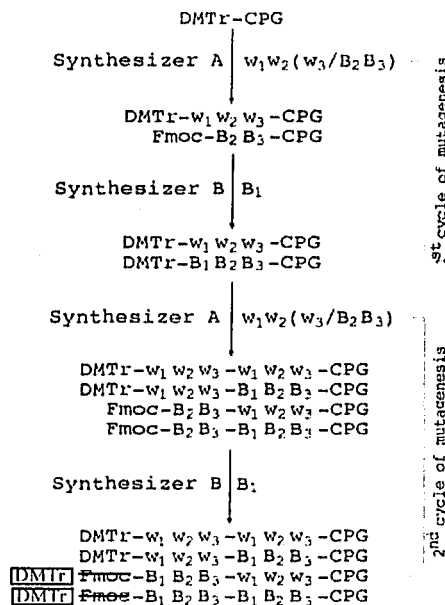 DMTr-CPG
Synthesizer A w₁w₂(w₃/B₂B₃)
DMTr-w₁ w₂ w₃-CPG
Fmoc-B₂ B₃-CPG
Synthesizer B B₁
DMTr-w₁ w₂ w₃-CPG
DMTr-B₁ B₂ B₃-CPG
Synthesizer A w₁w₂(w₃/B₂B₃)
DMTr-w₁ w₂ w₃-w₁ w₂ w₃-CPG
DMTr-w₁ w₂ w₃-B₁ B₂ B₃-CPG
Fmoc-B₂ B₃-w₁ w₂ w₃-CPG
Fmoc-B₂ B₃-B₁ B₂ B₃-CPG
Synthesizer B B₁
DMTr-w₁ w₂ w₃-w₁ w₂ w₃-CPG
DMTr-w₁ w₂ w₃-B₁ B₂ B₃-CPG
DMTr Fmoc-B₁ B₂ B₃-w₁ w₂ w₃-CPG
DMTr Fmoc-B₁ B₂ B₃-B₁ B₂ B₃-CPG
st cycle of mutagenesis
2nd cycle of mutagenesis